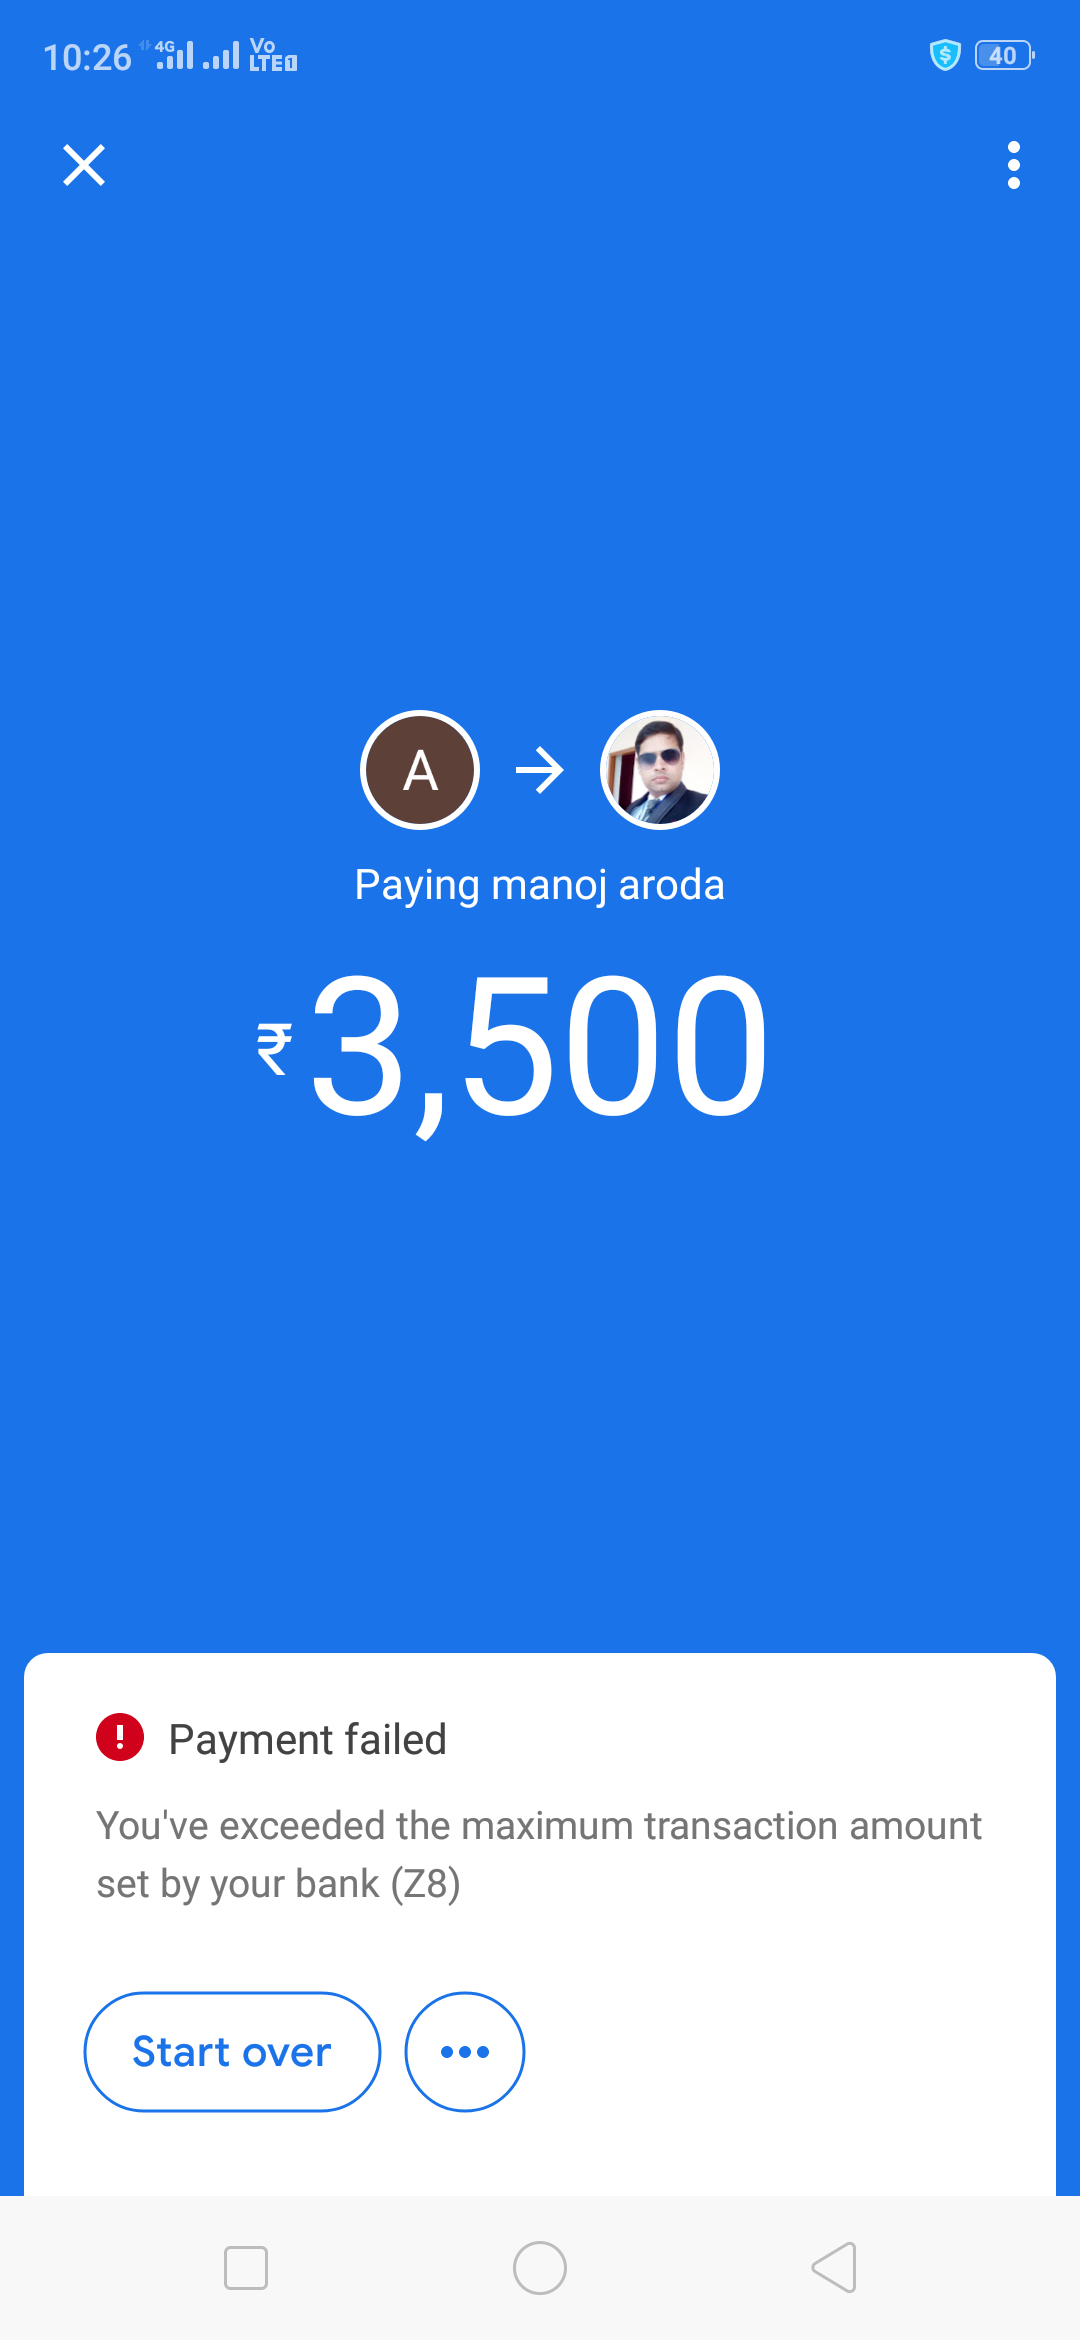 10:26 4G Vo LTE1 40
A
Paying manoj aroda
₹3,500
Payment failed
You've exceeded the maximum transaction amount
set by your bank (Z8)
Start over